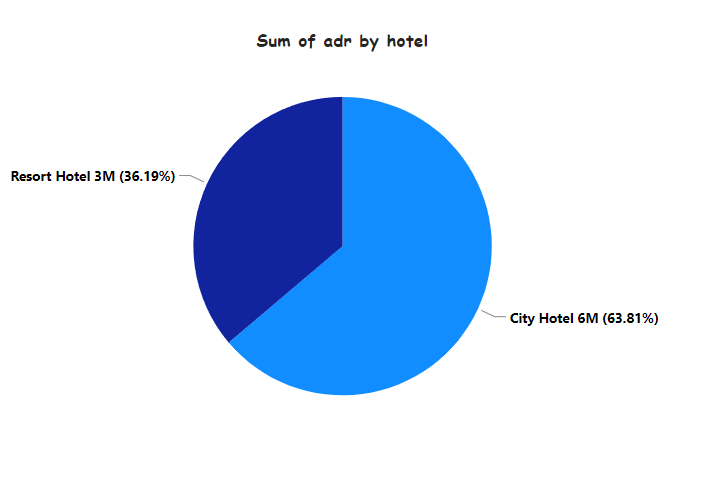 Sum of adr by hotel
Resort Hotel 3M (36.19%)
City Hotel 6M (63.81%)